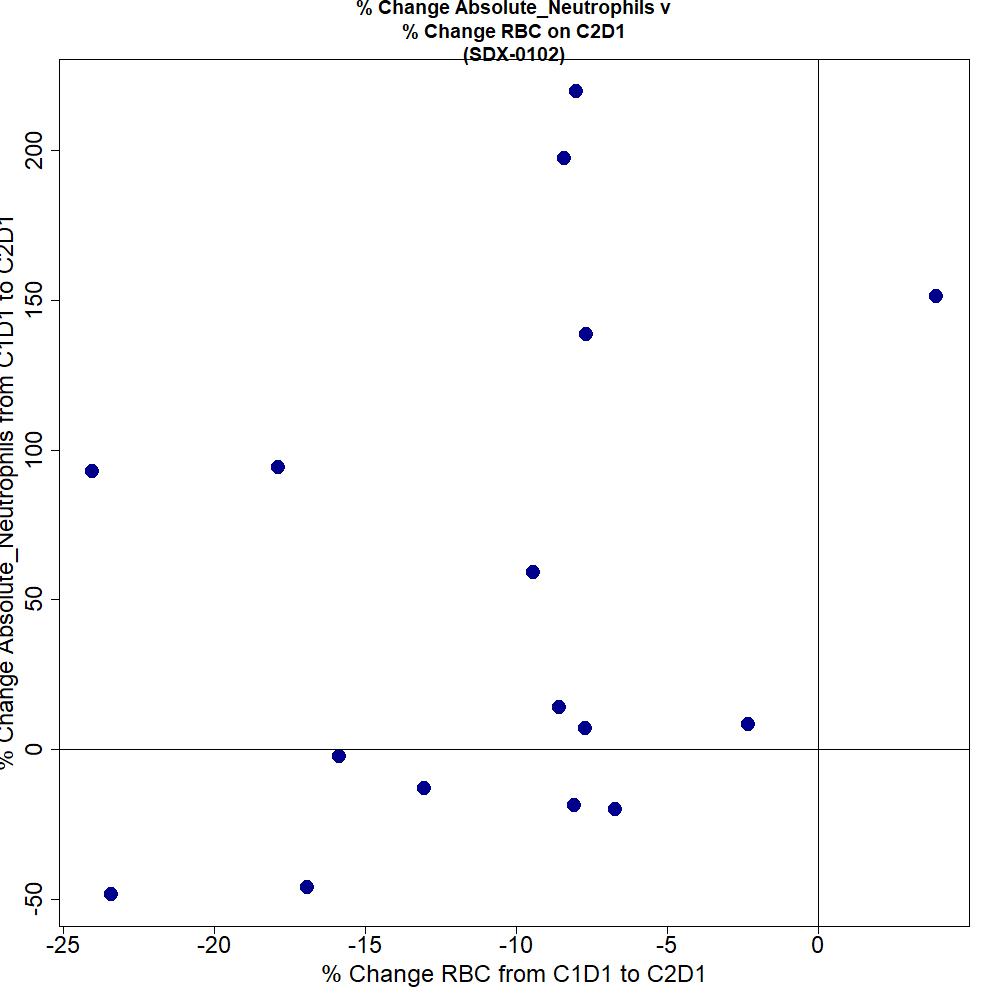 % Change Absolute_Neutrophils v
% Change RBC on C2D1
(SDX-0102)
% Change Absolute_Neutrophils from C1D1 to C2D1
200
150
100
50
0
-50
-25 -20 -15 -10 -5 0
% Change RBC from C1D1 to C2D1